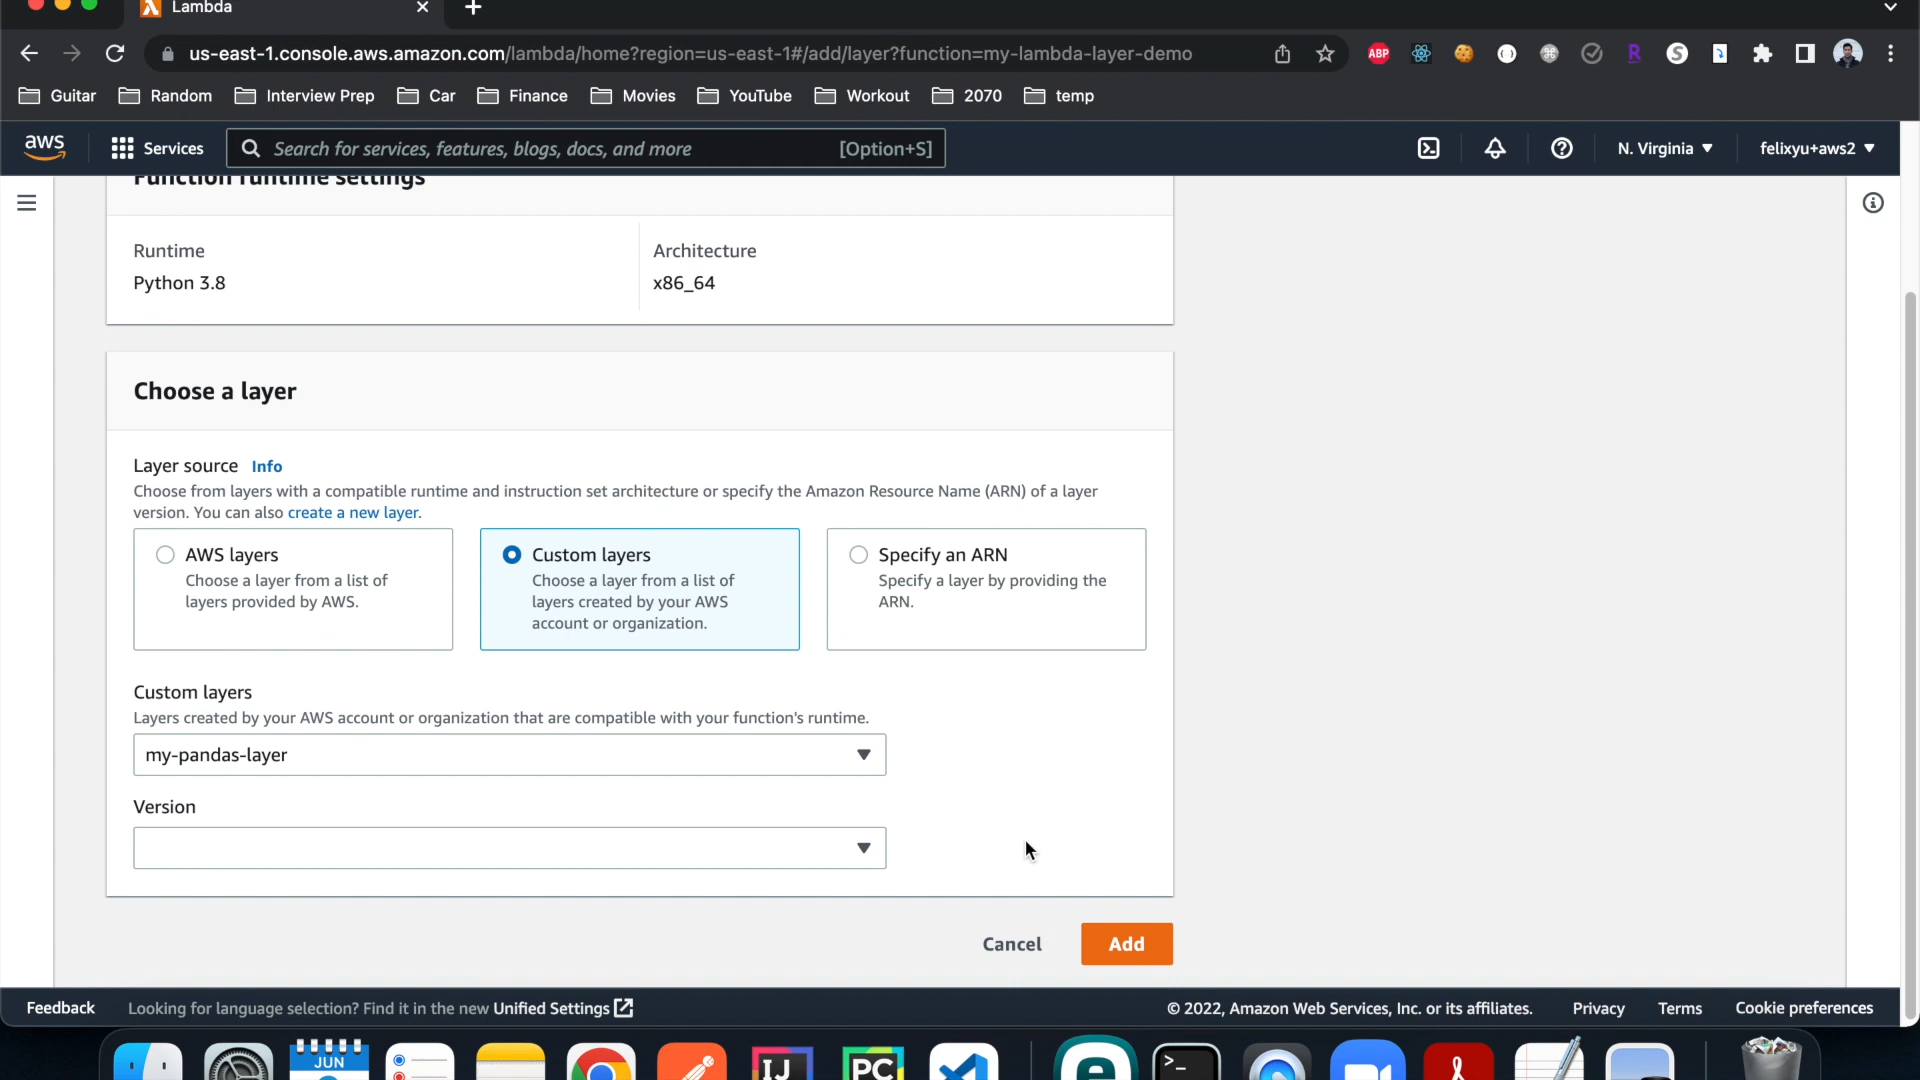 Lambda
us-east-1.console.aws.amazon.com/lambda/home?region=us-east-1#/add/layer?function=my-lambda-layer-demo
ABP
Guitar Random Interview Prep Car Finance Movies YouTube Workout 2070 temp
aws Services Search for services, features, blogs, docs, and more [Option+S] N. Virginia felixyu+aws2
Function runtime settings
Runtime Architecture
Python 3.8 x86_64
Choose a layer
Layer source Info
Choose from layers with a compatible runtime and instruction set architecture or specify the Amazon Resource Name (ARN) of a layer
version. You can also create a new layer.
AWS layers
Choose a layer from a list of
layers provided by AWS.
Custom layers
Choose a layer from a list of
layers created by your AWS
account or organization.
Specify an ARN
Specify a layer by providing the
ARN.
Custom layers
Layers created by your AWS account or organization that are compatible with your function's runtime.
my-pandas-layer
Version
Cancel Add
Feedback Looking for language selection? Find it in the new Unified Settings © 2022, Amazon Web Services, Inc. or its affiliates. Privacy Terms Cookie preferences
JUN
IJ
PC